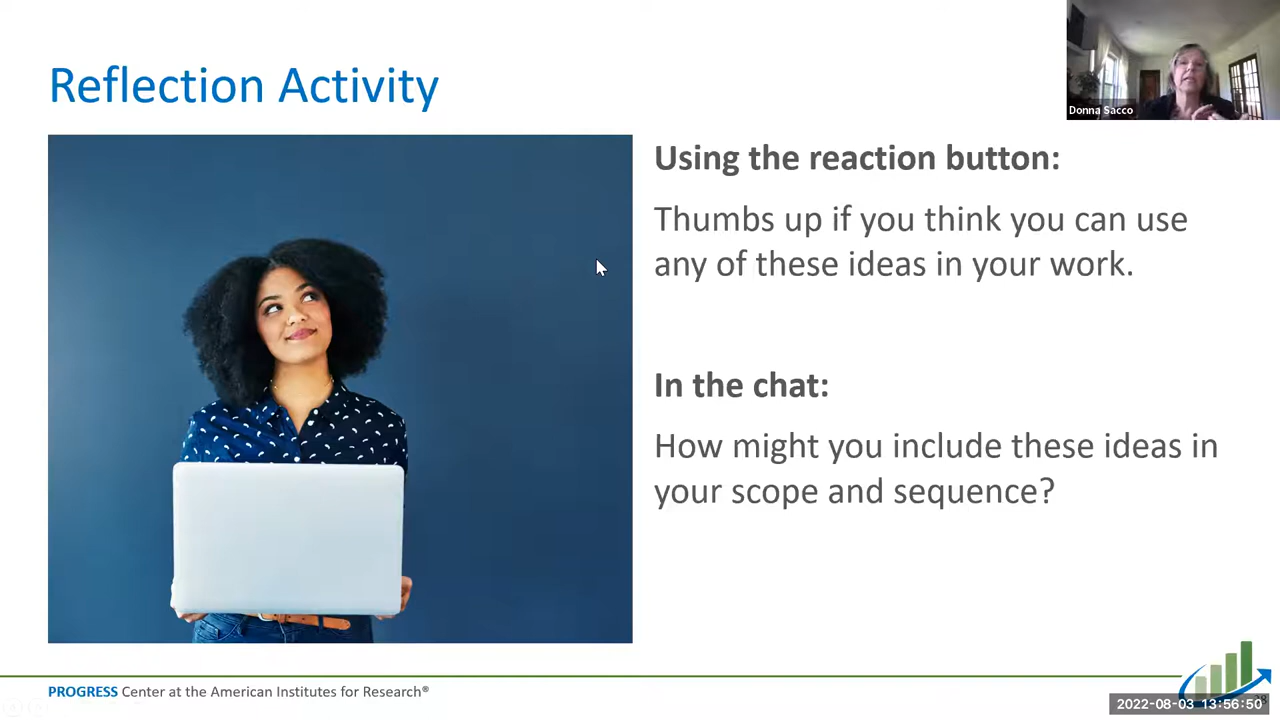 Reflection Activity
Donna Sacco
Using the reaction button:
Thumbs up if you think you can use
any of these ideas in your work.
In the chat:
How might you include these ideas in
your scope and sequence?
PROGRESS Center at the American Institutes for Research®
2022-08-03 13:56:50